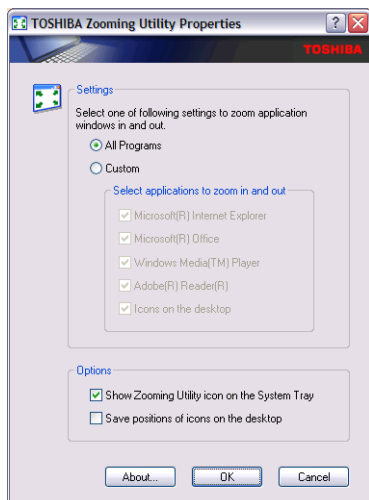 TOSHIBA Zooming Utility Properties
TOSHIBA
Settings
Select one of following settings to zoom application
windows in and out.
All Programs
Custom
Select applications to zoom in and out
Microsoft(R) Internet Explorer
Microsoft(R) Office
Windows Media(TM) Player
Adobe(R) Reader(R)
Icons on the desktop
Options
Show Zooming Utility icon on the System Tray
Save positions of icons on the desktop
About... OK Cancel